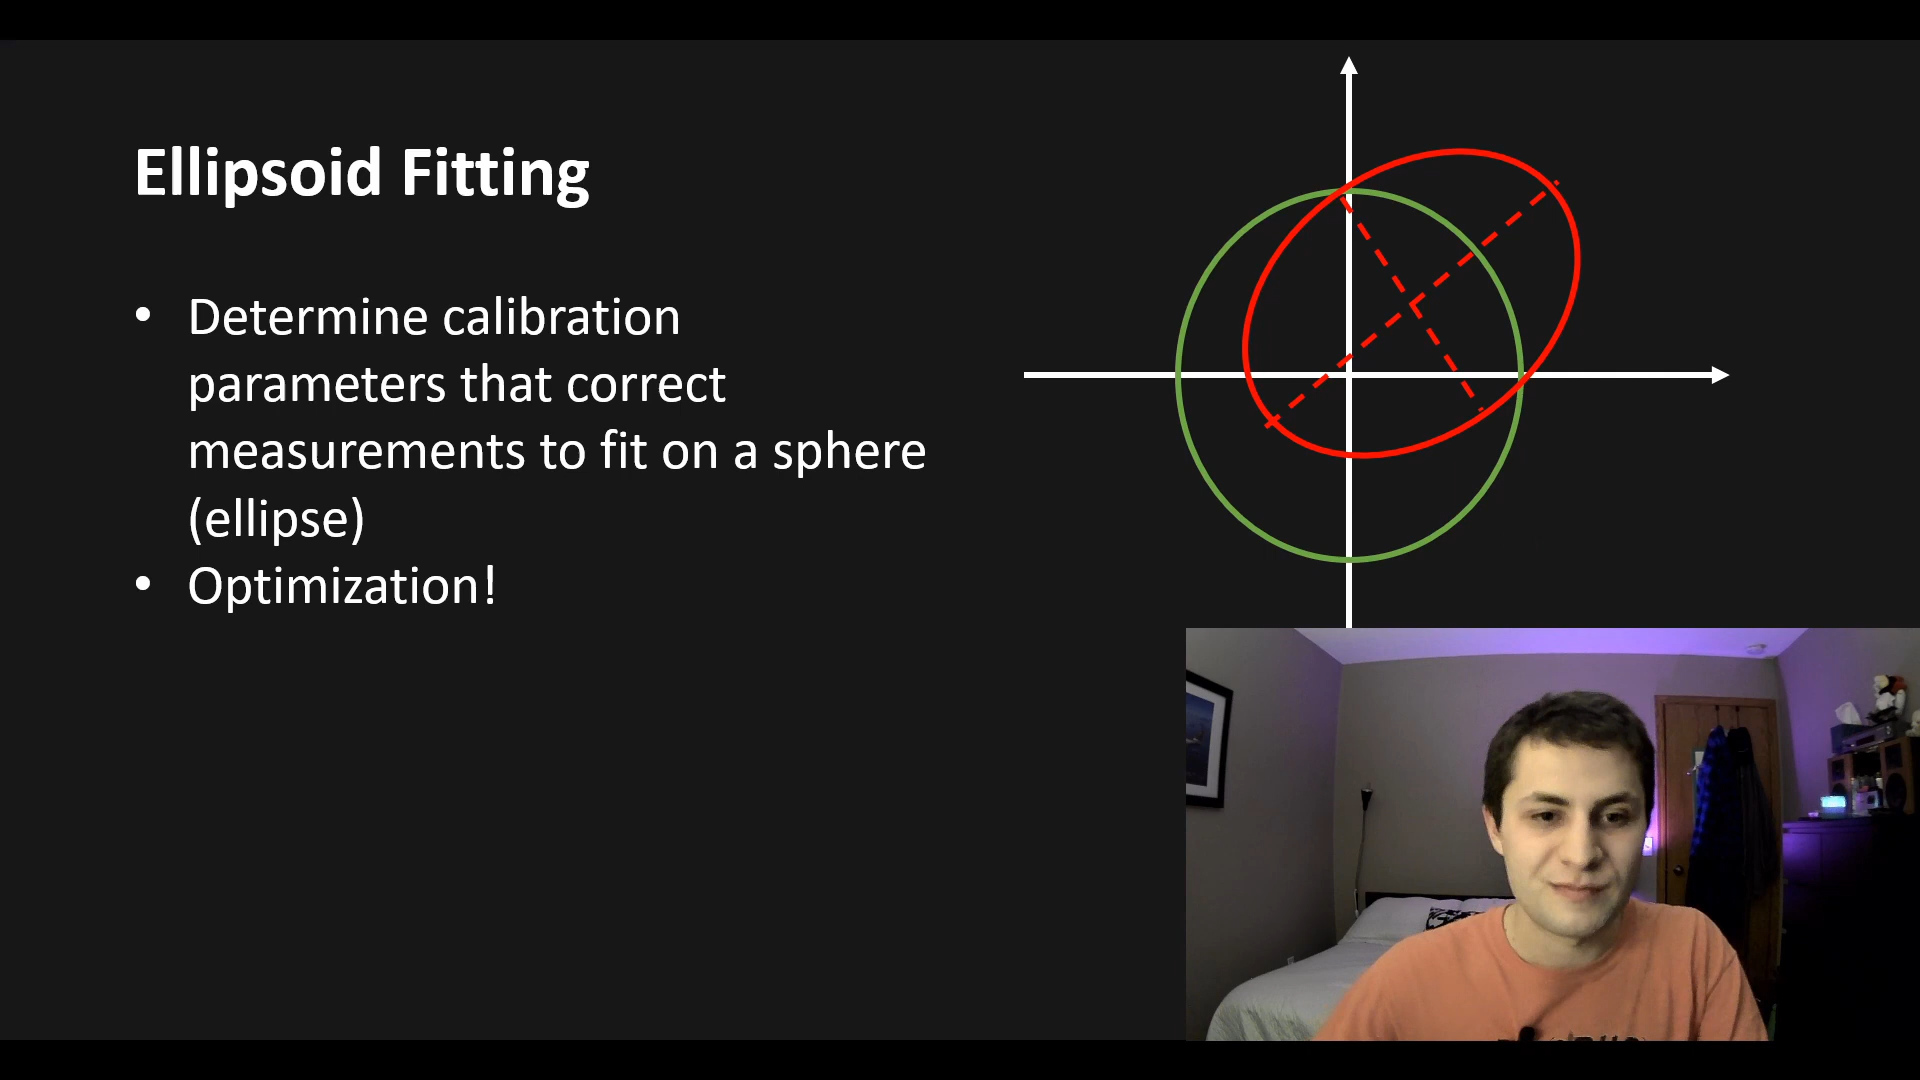 Ellipsoid Fitting
• Determine calibration
parameters that correct
measurements to fit on a sphere
(ellipse)
• Optimization!